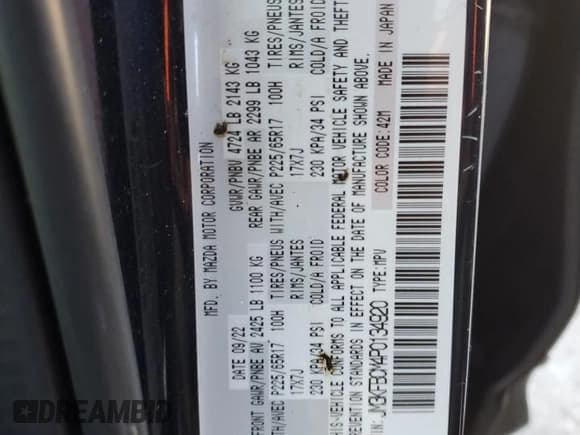 MFD. BY MAZDA MOTOR CORPORATION
DATE 09/22 GVWR/PNBV 4724 LB 2143 KG
FRONT GAWR/PNBE AV 2425 LB 1100 KG REAR GAWR/PNBE AR 2299 LB 1043 KG
WITH/AVEC P225/65R17 100H TIRES/PNEUS WITH/AVEC P225/65R17 100H TIRES/PNEUS
17X7J RIMS/JANTES 17X7J RIMS/JANTES
230 KPA/34 PSI COLD/A FROID 230 KPA/34 PSI COLD/A FROID
THIS VEHICLE CONFORMS TO ALL APPLICABLE FEDERAL MOTOR VEHICLE SAFETY AND THEFT
PREVENTION STANDARDS IN EFFECT ON THE DATE OF MANUFACTURE SHOWN ABOVE.
VIN: JM3KFBCM4P0134920 TYPE:MPV COLOR CODE:42M MADE IN JAPAN
DREAMBID